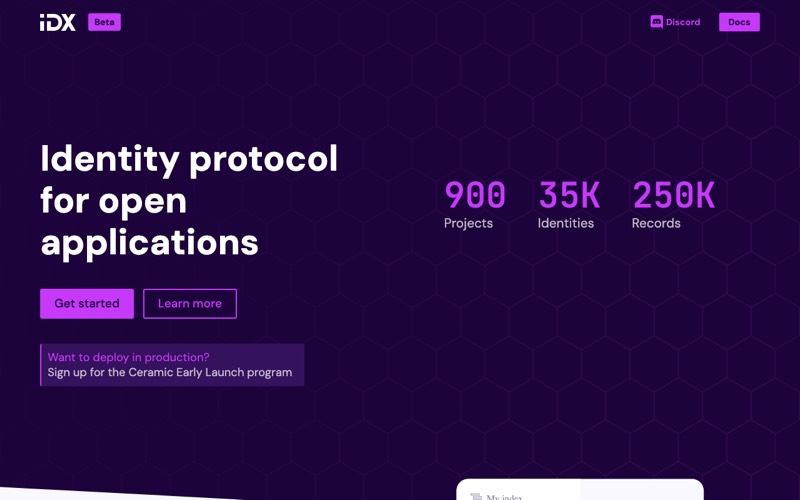 iDX Beta
Discord
Docs
Identity protocol
for open
applications
900 35K 250K
Projects Identities Records
Get started Learn more
Want to deploy in production?
Sign up for the Ceramic Early Launch program
My index